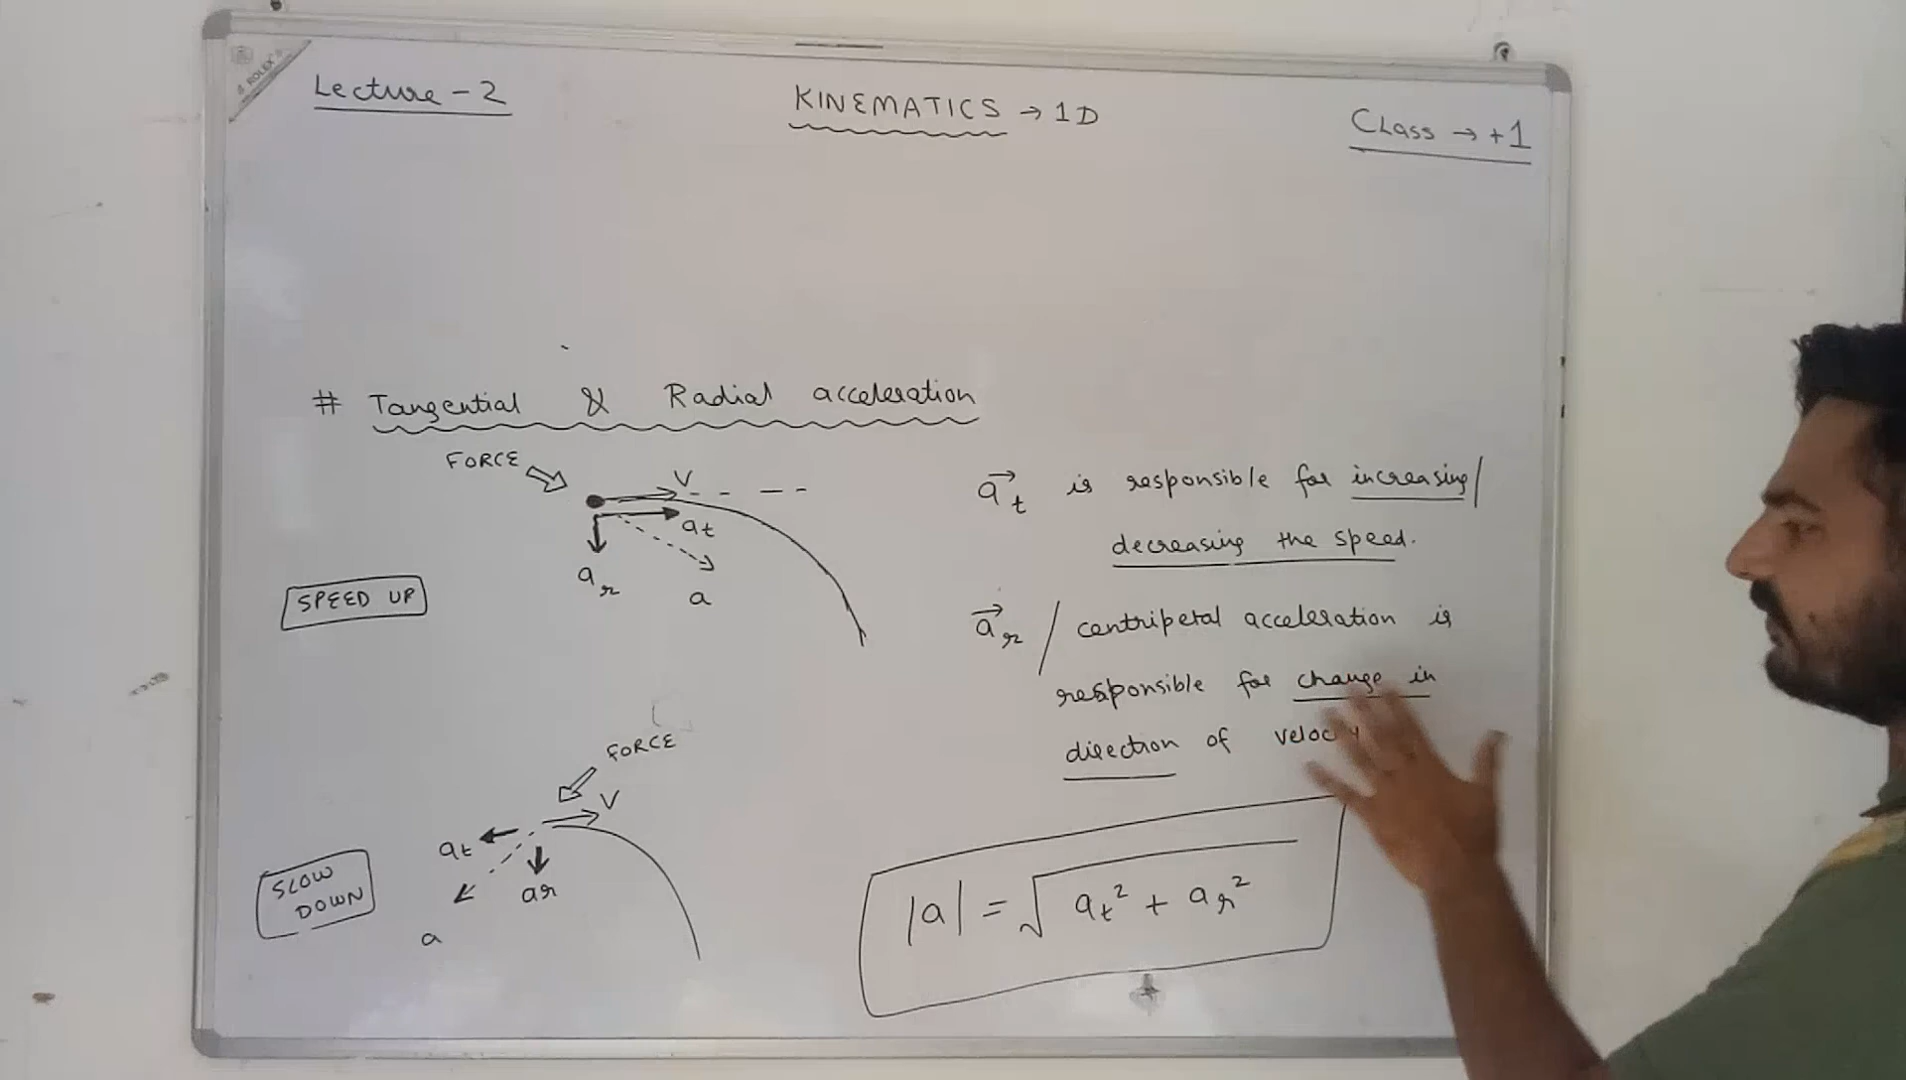 ROLEX
Lecture - 2
KINEMATICS → 1D
Class → +1
# Tangential & Radial acceleration
FORCE
V
at
ar
a
SPEED UP
a⃗t is responsible for increasing/
decreasing the speed.
a⃗r / centripetal acceleration is
responsible for change in
direction of
FORCE
V
at
ar
a
SLOW
DOWN
|a| = √at² + ar²